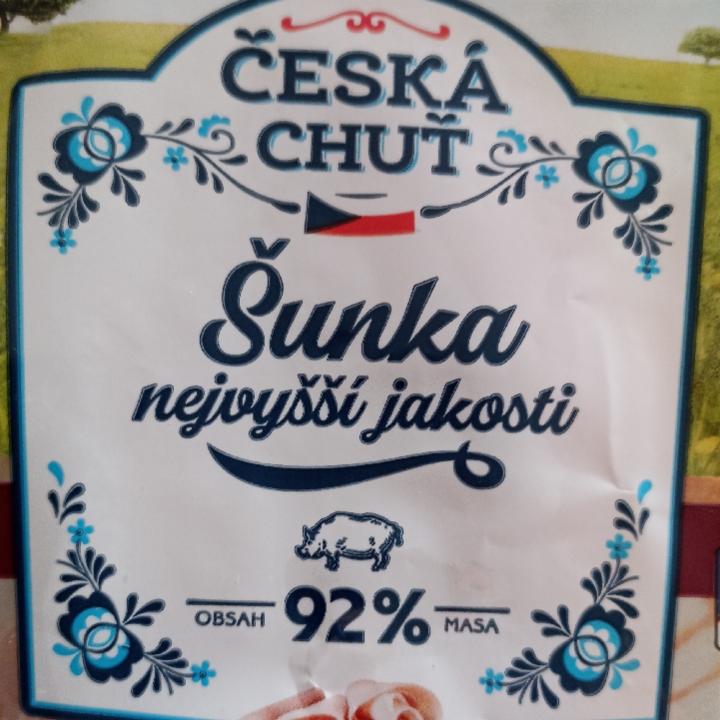 ČESKÁ
CHUŤ
Šunka
nejvyšší jakosti
OBSAH 92% MASA